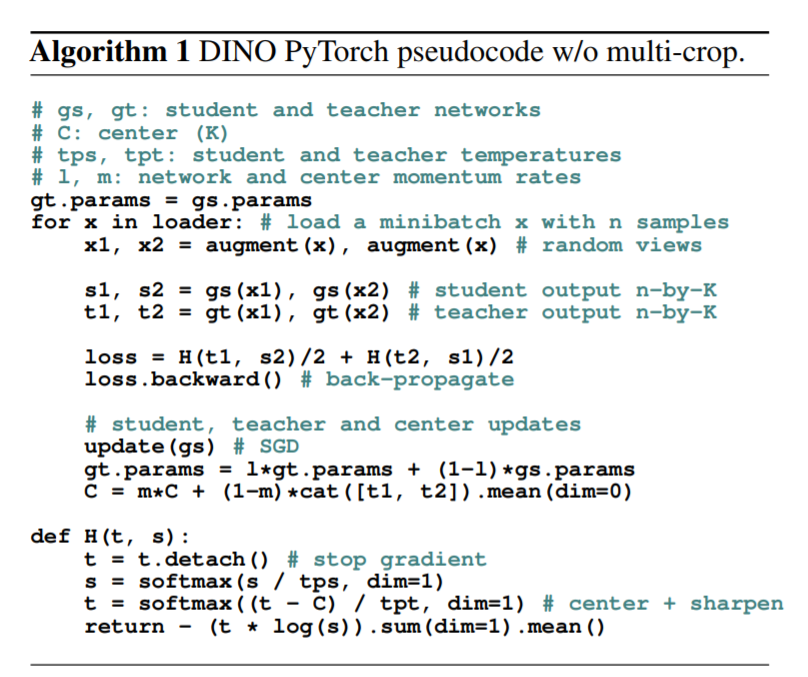 Algorithm 1 DINO PyTorch pseudocode w/o multi-crop.
# gs, gt: student and teacher networks
# C: center (K)
# tps, tpt: student and teacher temperatures
# l, m: network and center momentum rates
gt.params = gs.params
for x in loader: # load a minibatch x with n samples
    x1, x2 = augment(x), augment(x) # random views

    s1, s2 = gs(x1), gs(x2) # student output n-by-K
    t1, t2 = gt(x1), gt(x2) # teacher output n-by-K

    loss = H(t1, s2)/2 + H(t2, s1)/2
    loss.backward() # back-propagate

    # student, teacher and center updates
    update(gs) # SGD
    gt.params = l*gt.params + (1-l)*gs.params
    C = m*C + (1-m)*cat([t1, t2]).mean(dim=0)

def H(t, s):
    t = t.detach() # stop gradient
    s = softmax(s / tps, dim=1)
    t = softmax((t - C) / tpt, dim=1) # center + sharpen
    return - (t * log(s)).sum(dim=1).mean()